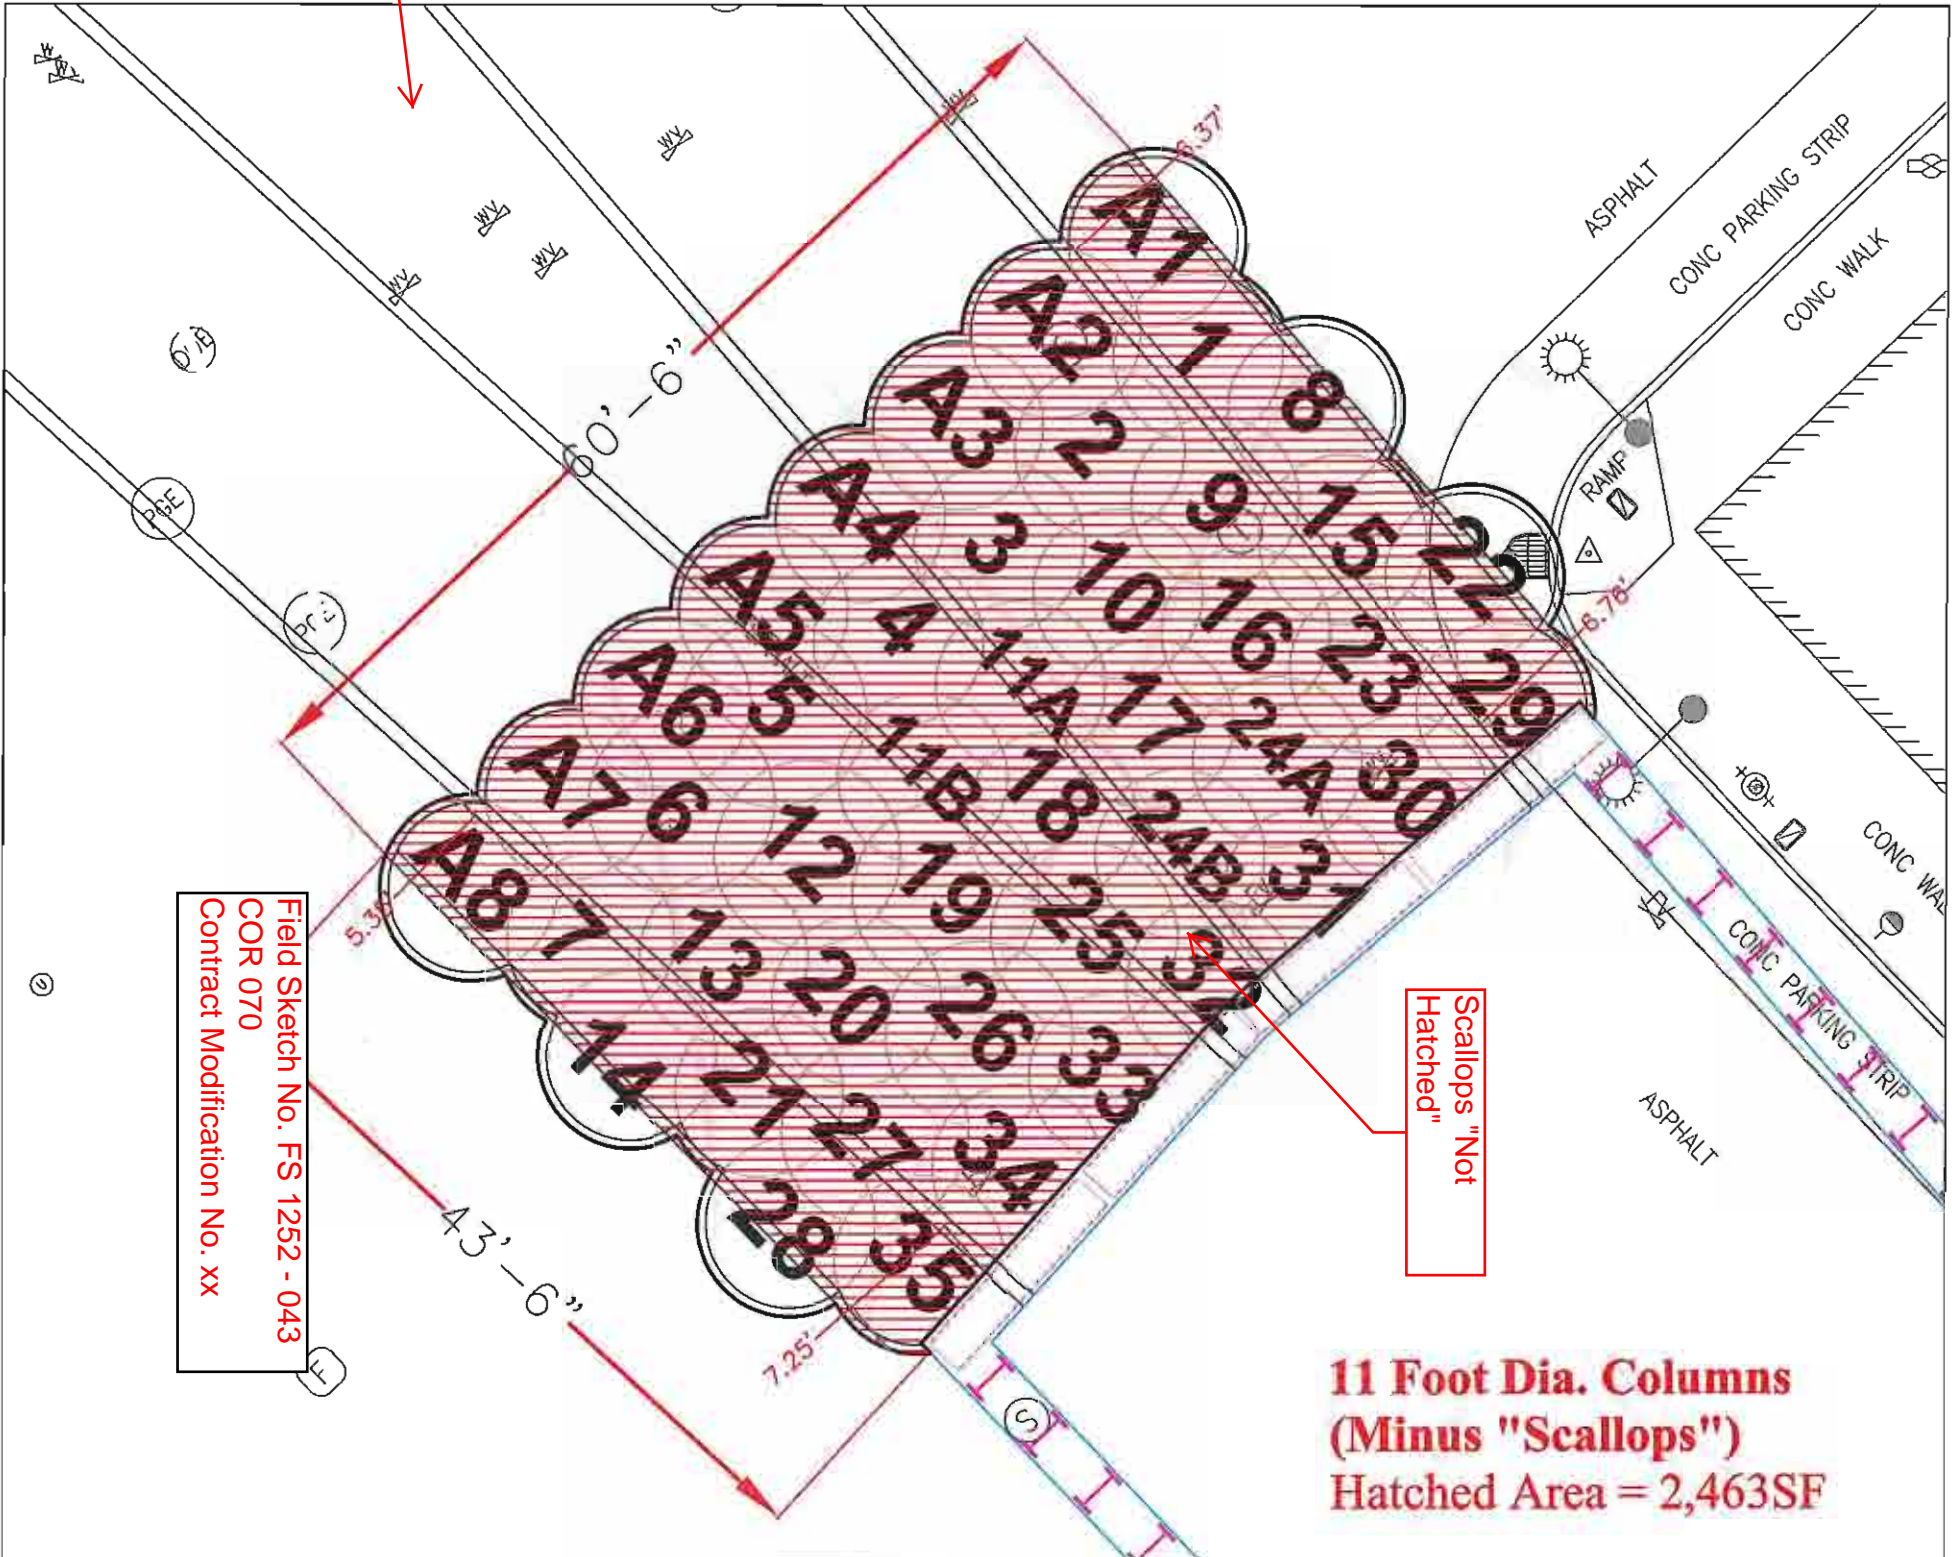 6.37'
ASPHALT
CONC PARKING STRIP
CONC WALK
WV
WV
WV
WV
WV
60'-6"
PGE
RAMP
6.76'
A1
A2
A3
A4
A5
A6
A7
A8
1
2
3
4
5
6
7
8
9
10
11A
11B
12
13
14
15
16
17
18
19
20
21
22
23
24A
24B
25
26
27
28
29
30
31
32
33
34
35
Field Sketch No. FS 1252 - 043
COR 070
Contract Modification No. xx
Scallops "Not
Hatched"
CONC PARKING STRIP
ASPHALT
43'-6"
7.25'
F
S
11 Foot Dia. Columns
(Minus "Scallops")
Hatched Area = 2,463SF